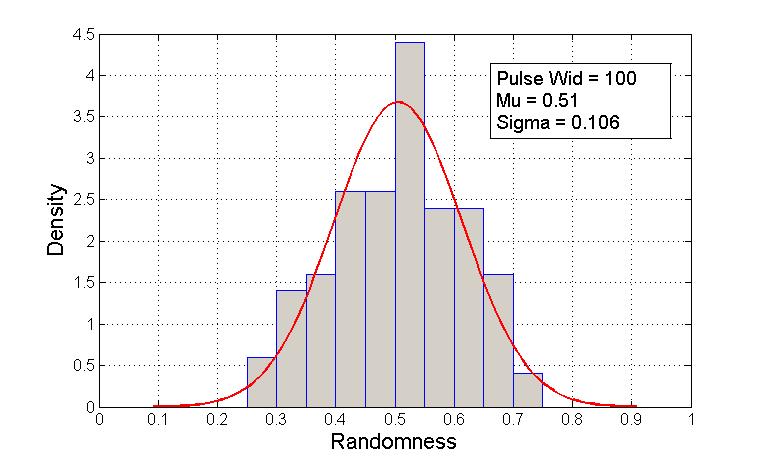 4.5
4
3.5
3
2.5
2
1.5
1
0.5
0
Density
Pulse Wid = 100
Mu = 0.51
Sigma = 0.106
0 0.1 0.2 0.3 0.4 0.5 0.6 0.7 0.8 0.9 1
Randomness